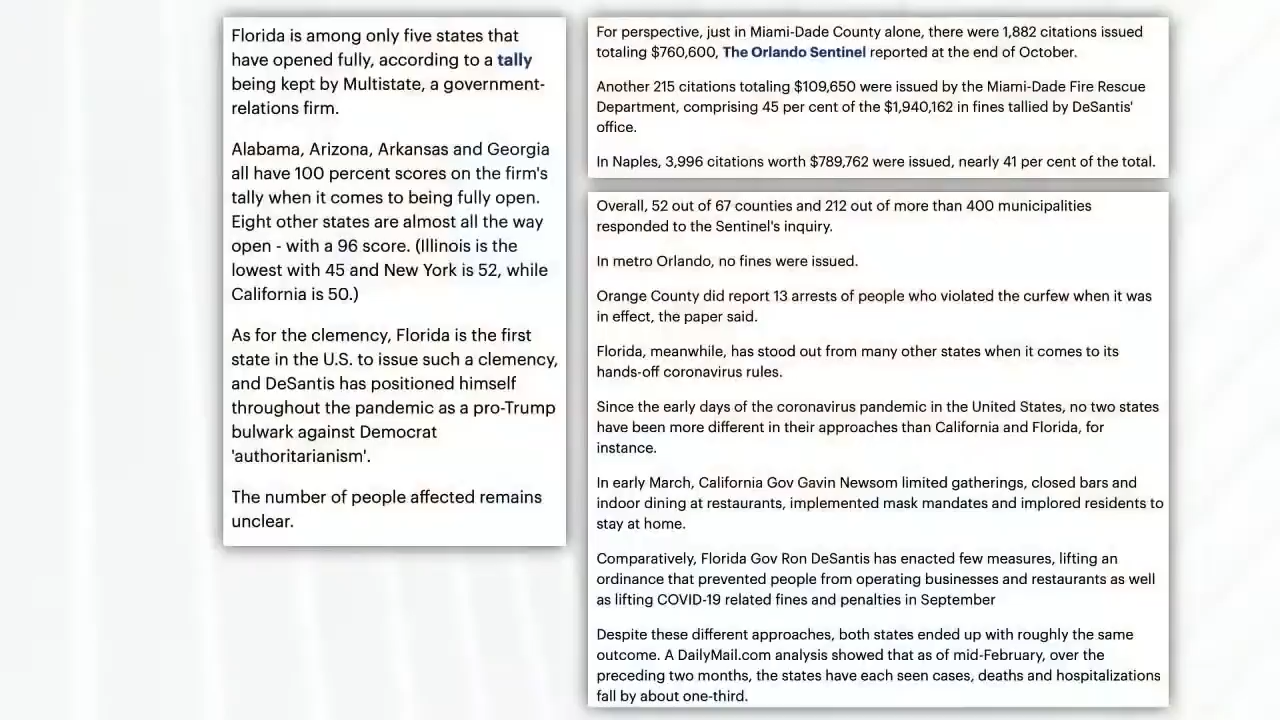 Florida is among only five states that
have opened fully, according to a tally
being kept by Multistate, a government-
relations firm.
Alabama, Arizona, Arkansas and Georgia
all have 100 percent scores on the firm's
tally when it comes to being fully open.
Eight other states are almost all the way
open - with a 96 score. (Illinois is the
lowest with 45 and New York is 52, while
California is 50.)
As for the clemency, Florida is the first
state in the U.S. to issue such a clemency,
and DeSantis has positioned himself
throughout the pandemic as a pro-Trump
bulwark against Democrat
'authoritarianism'.
The number of people affected remains
unclear.
For perspective, just in Miami-Dade County alone, there were 1,882 citations issued
totaling $760,600, The Orlando Sentinel reported at the end of October.
Another 215 citations totaling $109,650 were issued by the Miami-Dade Fire Rescue
Department, comprising 45 per cent of the $1,940,162 in fines tallied by DeSantis'
office.
In Naples, 3,996 citations worth $789,762 were issued, nearly 41 per cent of the total.
Overall, 52 out of 67 counties and 212 out of more than 400 municipalities
responded to the Sentinel's inquiry.
In metro Orlando, no fines were issued.
Orange County did report 13 arrests of people who violated the curfew when it was
in effect, the paper said.
Florida, meanwhile, has stood out from many other states when it comes to its
hands-off coronavirus rules.
Since the early days of the coronavirus pandemic in the United States, no two states
have been more different in their approaches than California and Florida, for
instance.
In early March, California Gov Gavin Newsom limited gatherings, closed bars and
indoor dining at restaurants, implemented mask mandates and implored residents to
stay at home.
Comparatively, Florida Gov Ron DeSantis has enacted few measures, lifting an
ordinance that prevented people from operating businesses and restaurants as well
as lifting COVID-19 related fines and penalties in September
Despite these different approaches, both states ended up with roughly the same
outcome. A DailyMail.com analysis showed that as of mid-February, over the
preceding two months, the states have each seen cases, deaths and hospitalizations
fall by about one-third.